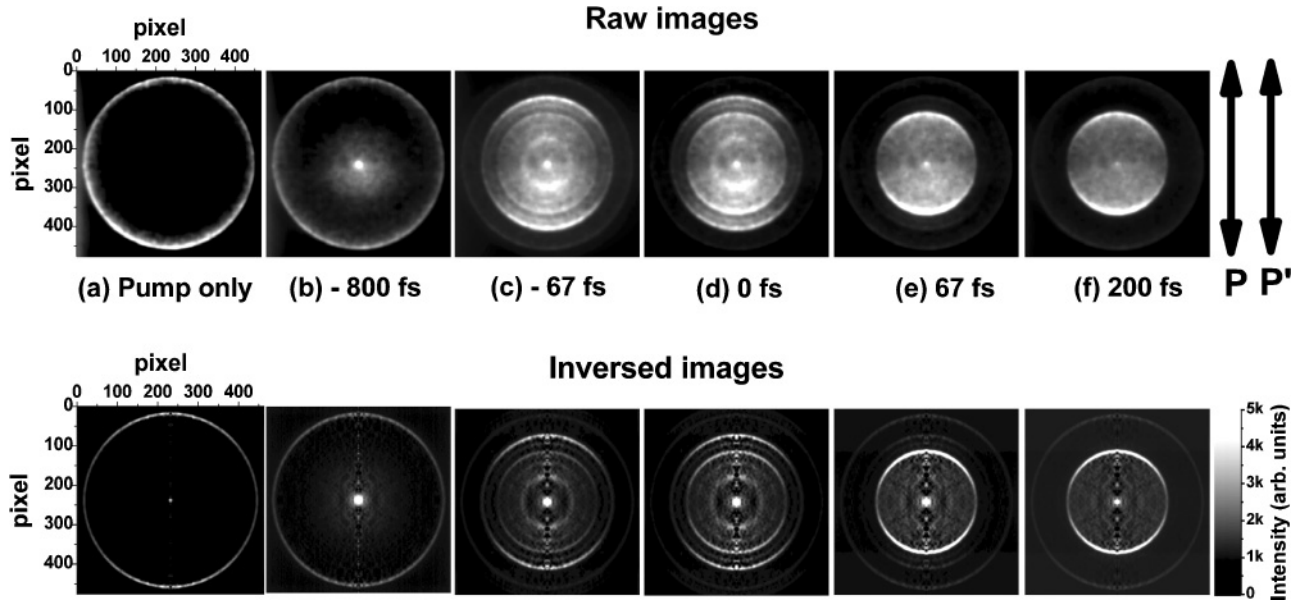 Raw images
pixel
0 100 200 300 400
0
100
200
300
400
pixel
(a) Pump only
(b) - 800 fs
(c) - 67 fs
(d) 0 fs
(e) 67 fs
(f) 200 fs
P P'
Inversed images
pixel
0 100 200 300 400
0
100
200
300
400
pixel
5k
4k
3k
2k
1k
0
Intensity (arb. units)